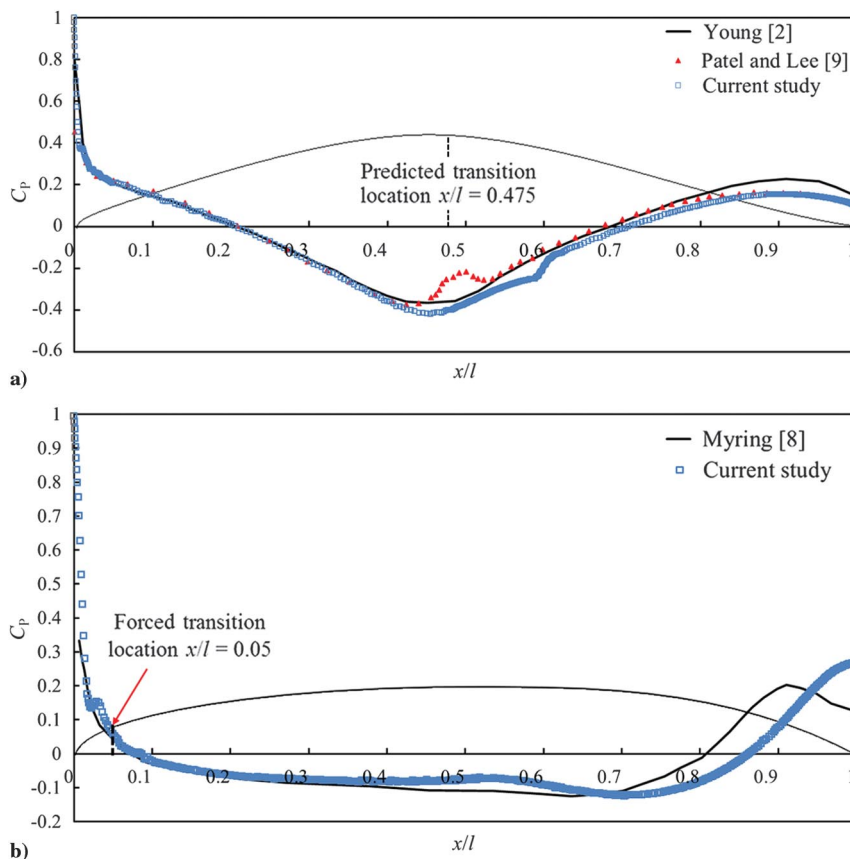 1
0.8
0.6
0.4
0.2
0
-0.2
-0.4
-0.6
Cp
Young [2]
Patel and Lee [9]
Current study
Predicted transition
location x/l = 0.475
0 0.1 0.2 0.3 0.4 0.5 0.6 0.7 0.8 0.9 1
x/l
a)
1
0.9
0.8
0.7
0.6
0.5
0.4
0.3
0.2
0.1
0
-0.1
-0.2
Cp
Myring [8]
Current study
Forced transition
location x/l = 0.05
0 0.1 0.2 0.3 0.4 0.5 0.6 0.7 0.8 0.9 1
x/l
b)